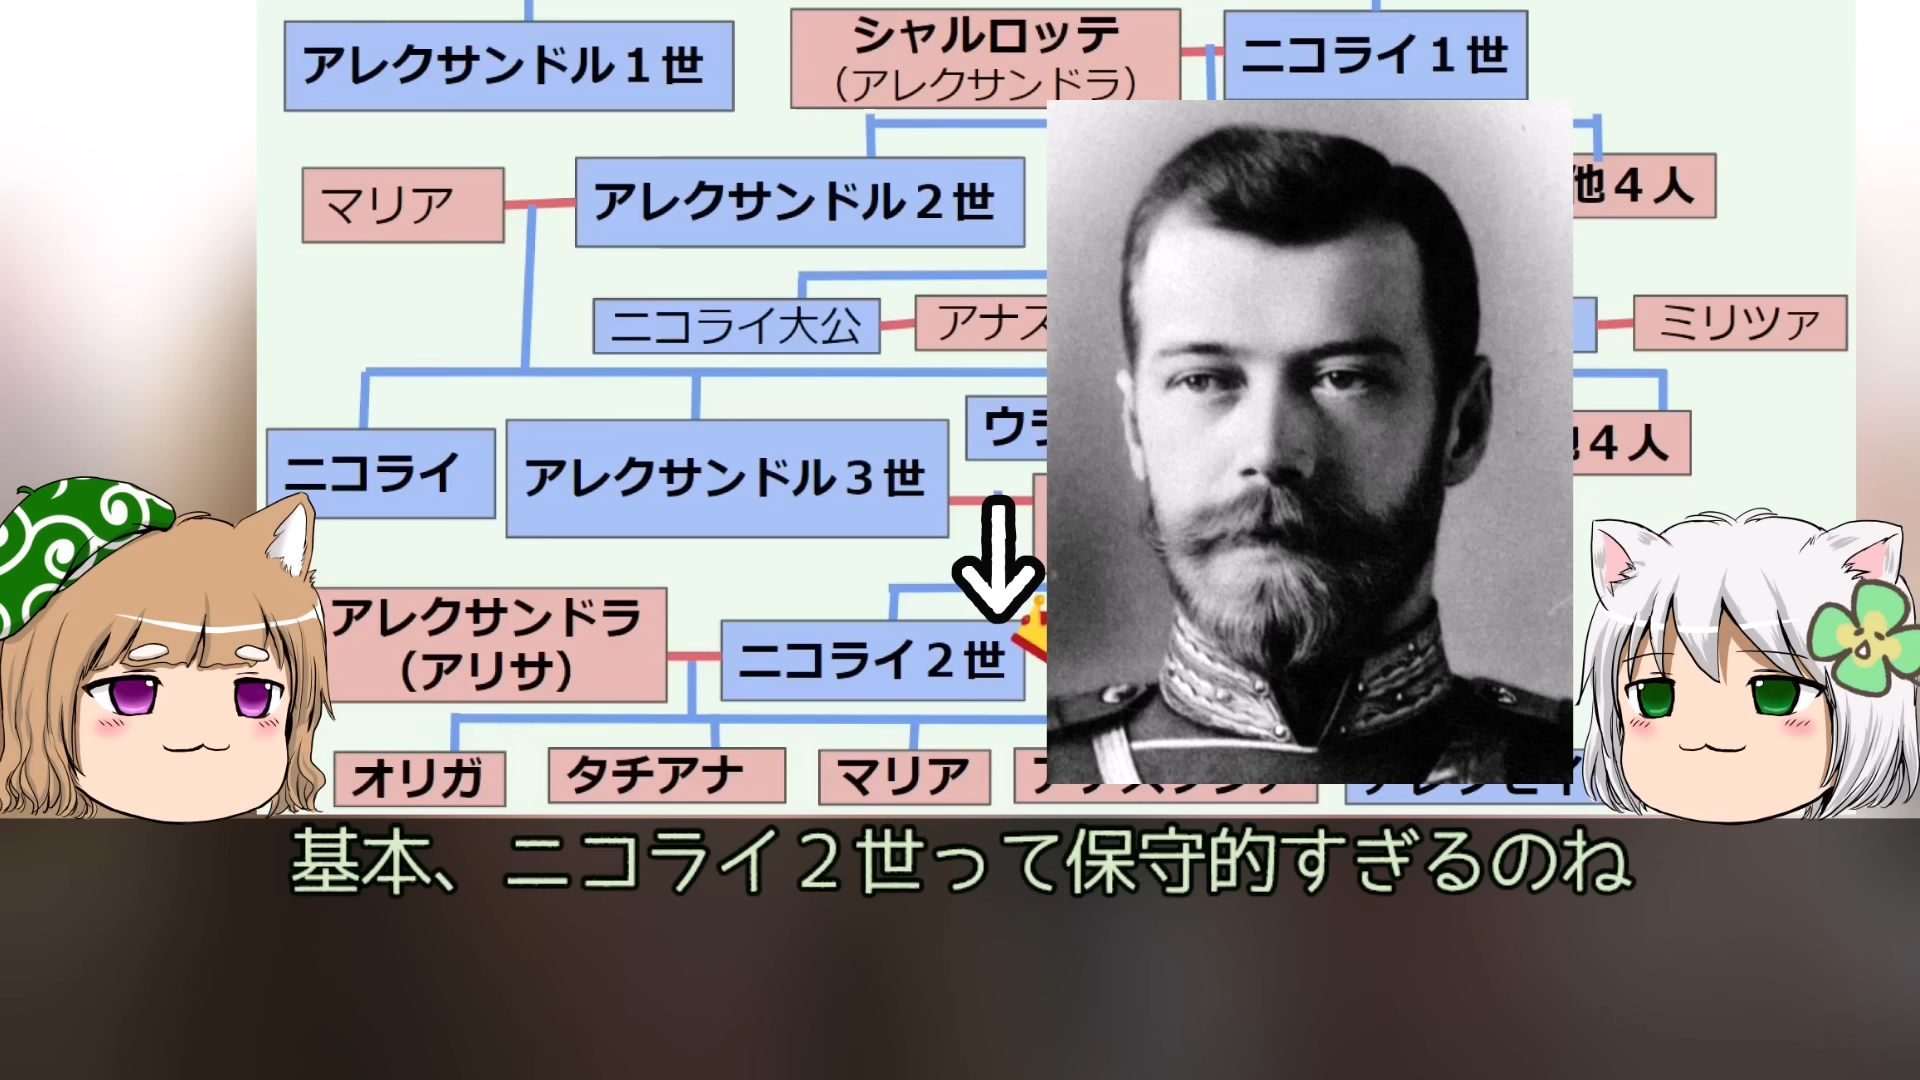 アレクサンドル１世
シャルロッテ
（アレクサンドラ）
ニコライ１世
マリア
アレクサンドル２世
他４人
ニコライ大公
アナス
ミリツァ
ニコライ
アレクサンドル３世
ウラ
４人
アレクサンドラ
（アリサ）
ニコライ２世
オリガ
タチアナ
マリア
基本、ニコライ２世って保守的すぎるのね